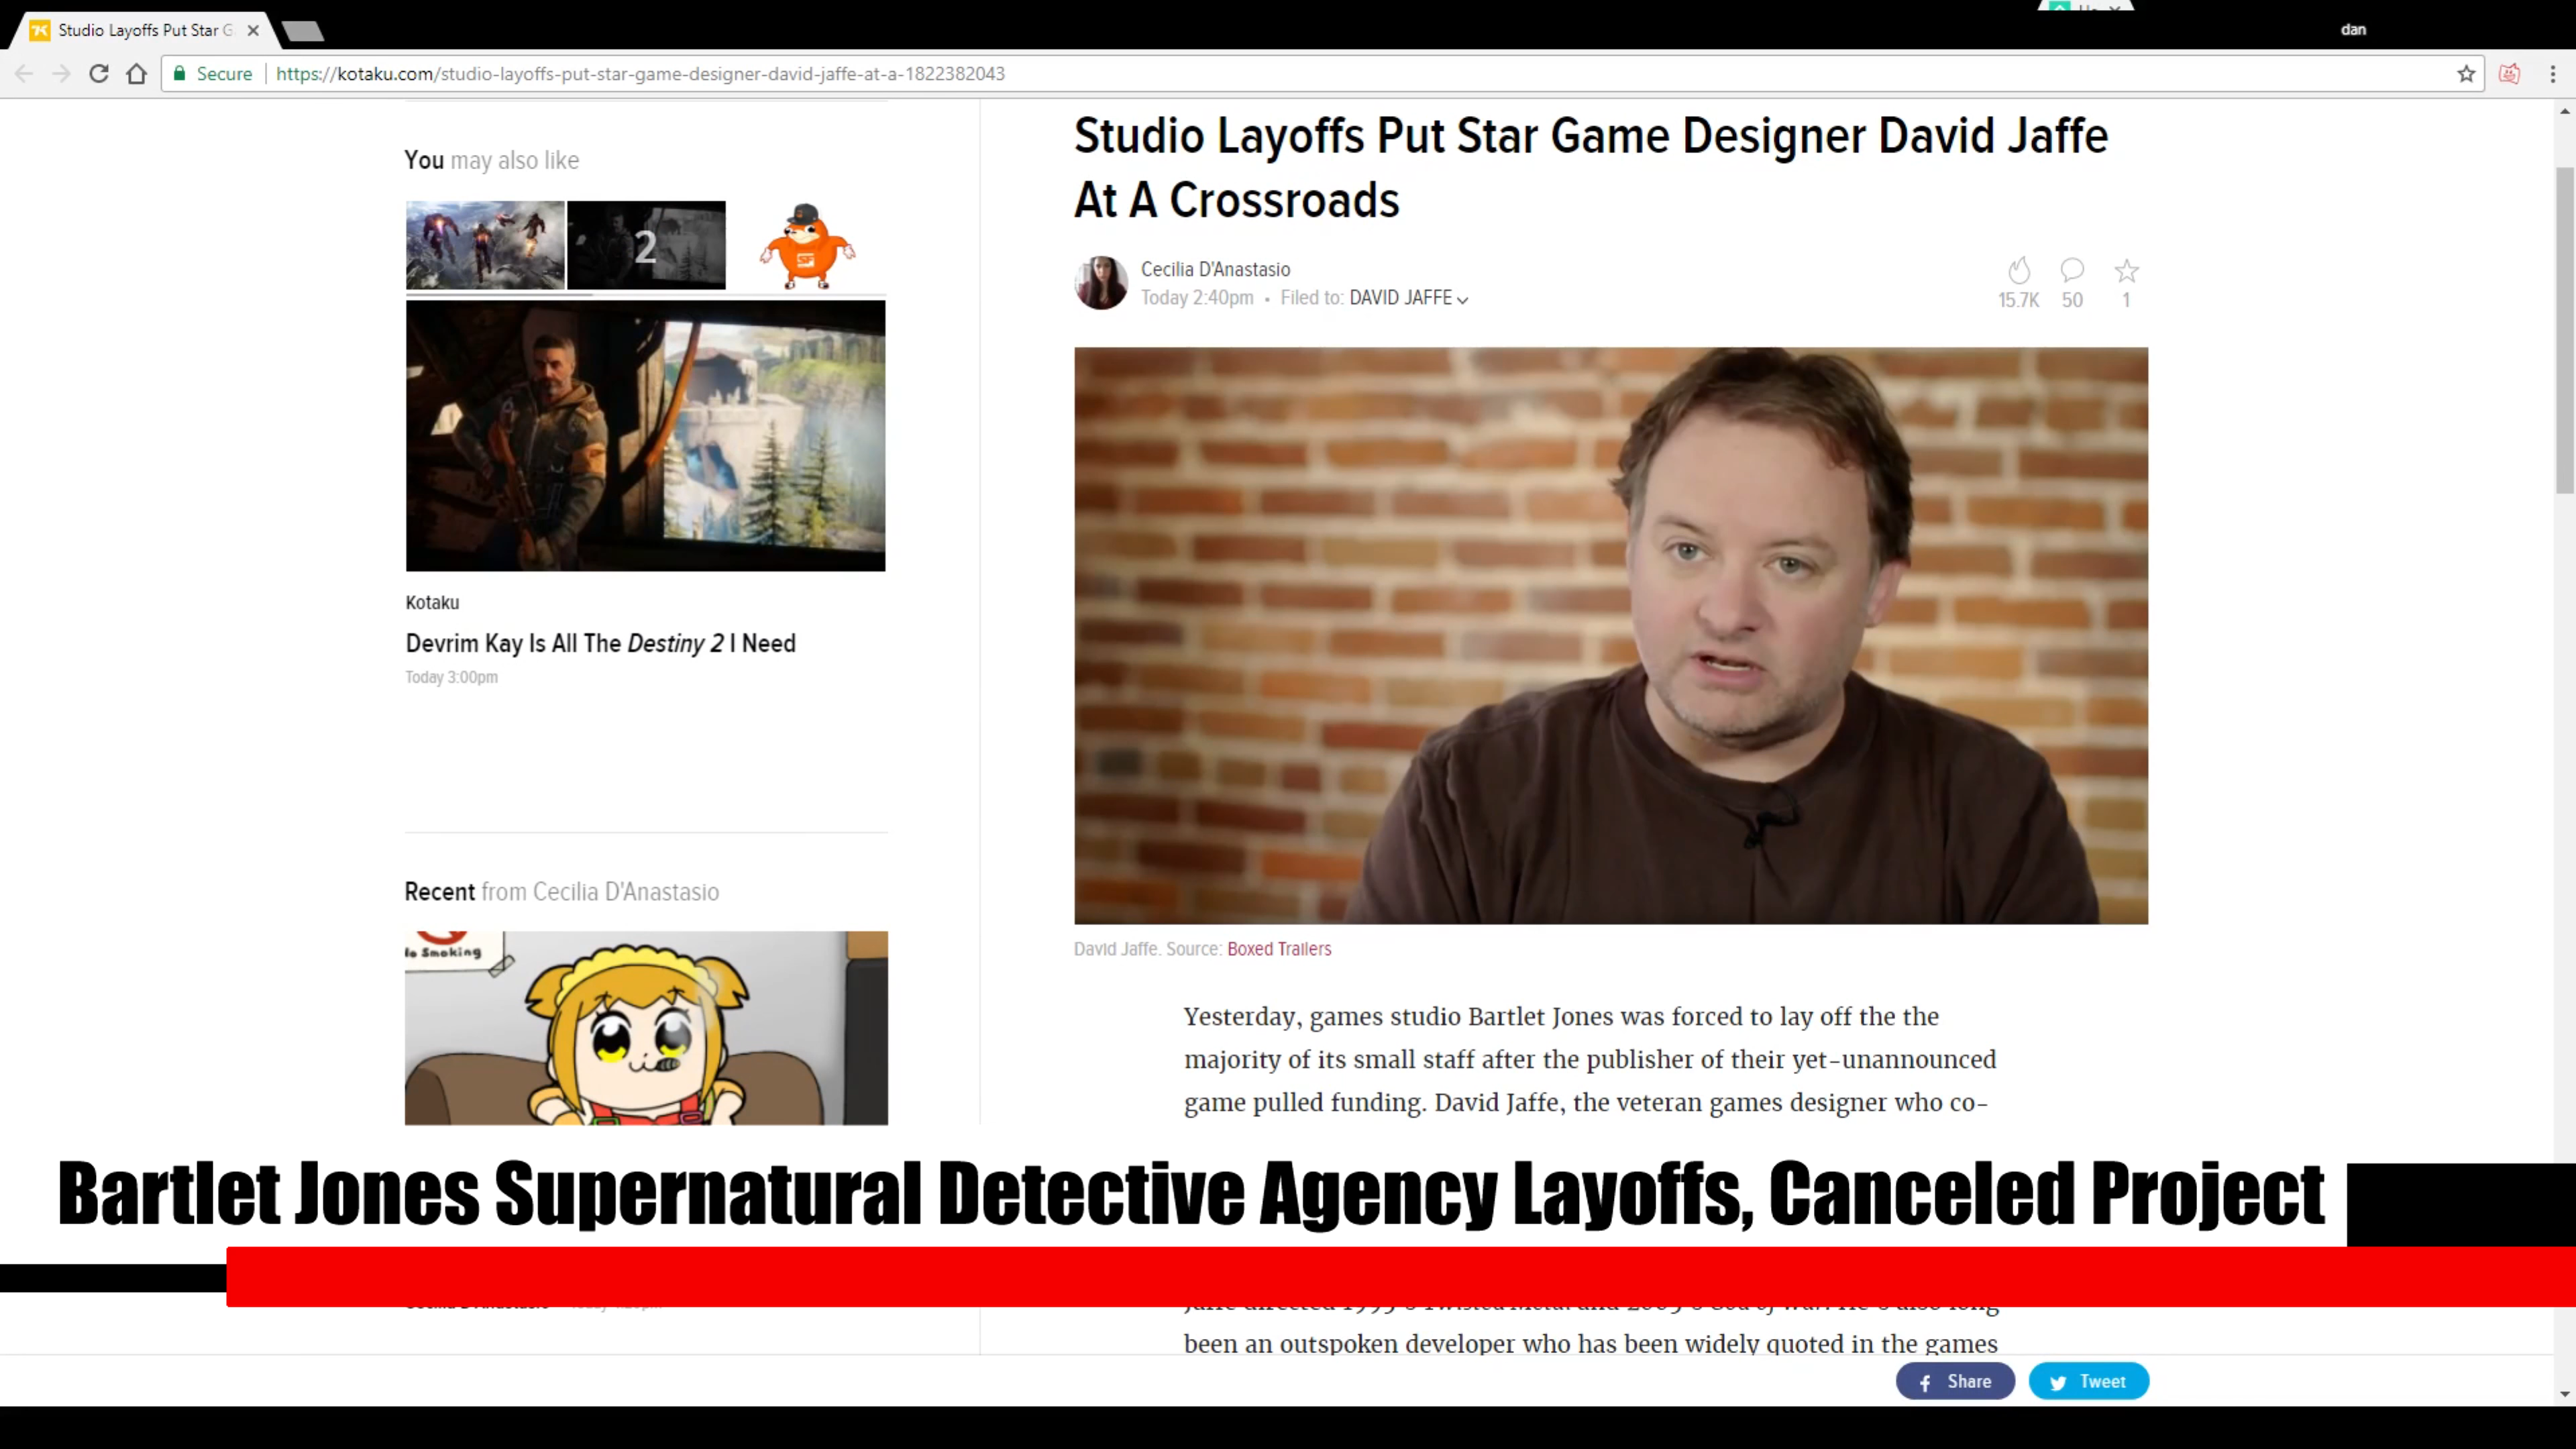 Studio Layoffs Put Star G
dan
Secure
https://kotaku.com/studio-layoffs-put-star-game-designer-david-jaffe-at-a-1822382043
You may also like
2
Kotaku
Devrim Kay Is All The Destiny 2 I Need
Today 3:00pm
Recent from Cecilia D'Anastasio
Smoking
Studio Layoffs Put Star Game Designer David Jaffe
At A Crossroads
Cecilia D'Anastasio
Today 2:40pm • Filed to: DAVID JAFFE
15.7K 50 1
David Jaffe. Source: Boxed Trailers
Yesterday, games studio Bartlet Jones was forced to lay off the the
majority of its small staff after the publisher of their yet-unannounced
game pulled funding. David Jaffe, the veteran games designer who co-
Bartlet Jones Supernatural Detective Agency Layoffs, Canceled Project
been an outspoken developer who has been widely quoted in the games
Share
Tweet